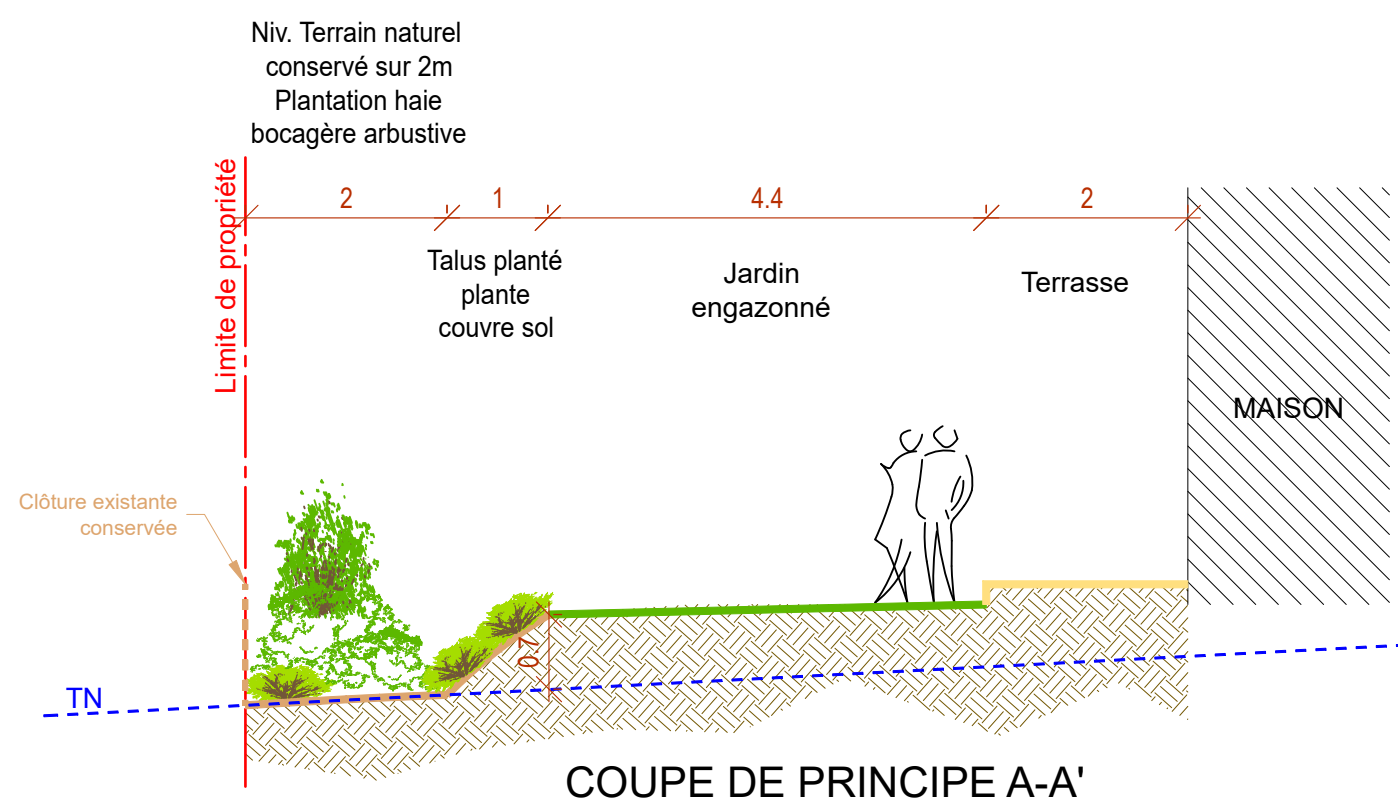 Niv. Terrain naturel
conservé sur 2m
Plantation haie
bocagère arbustive
Limite de propriété
2
1
4.4
2
Talus planté
plante
couvre sol
Jardin
engazonné
Terrasse
MAISON
Clôture existante
conservée
0.7
TN
COUPE DE PRINCIPE A-A'